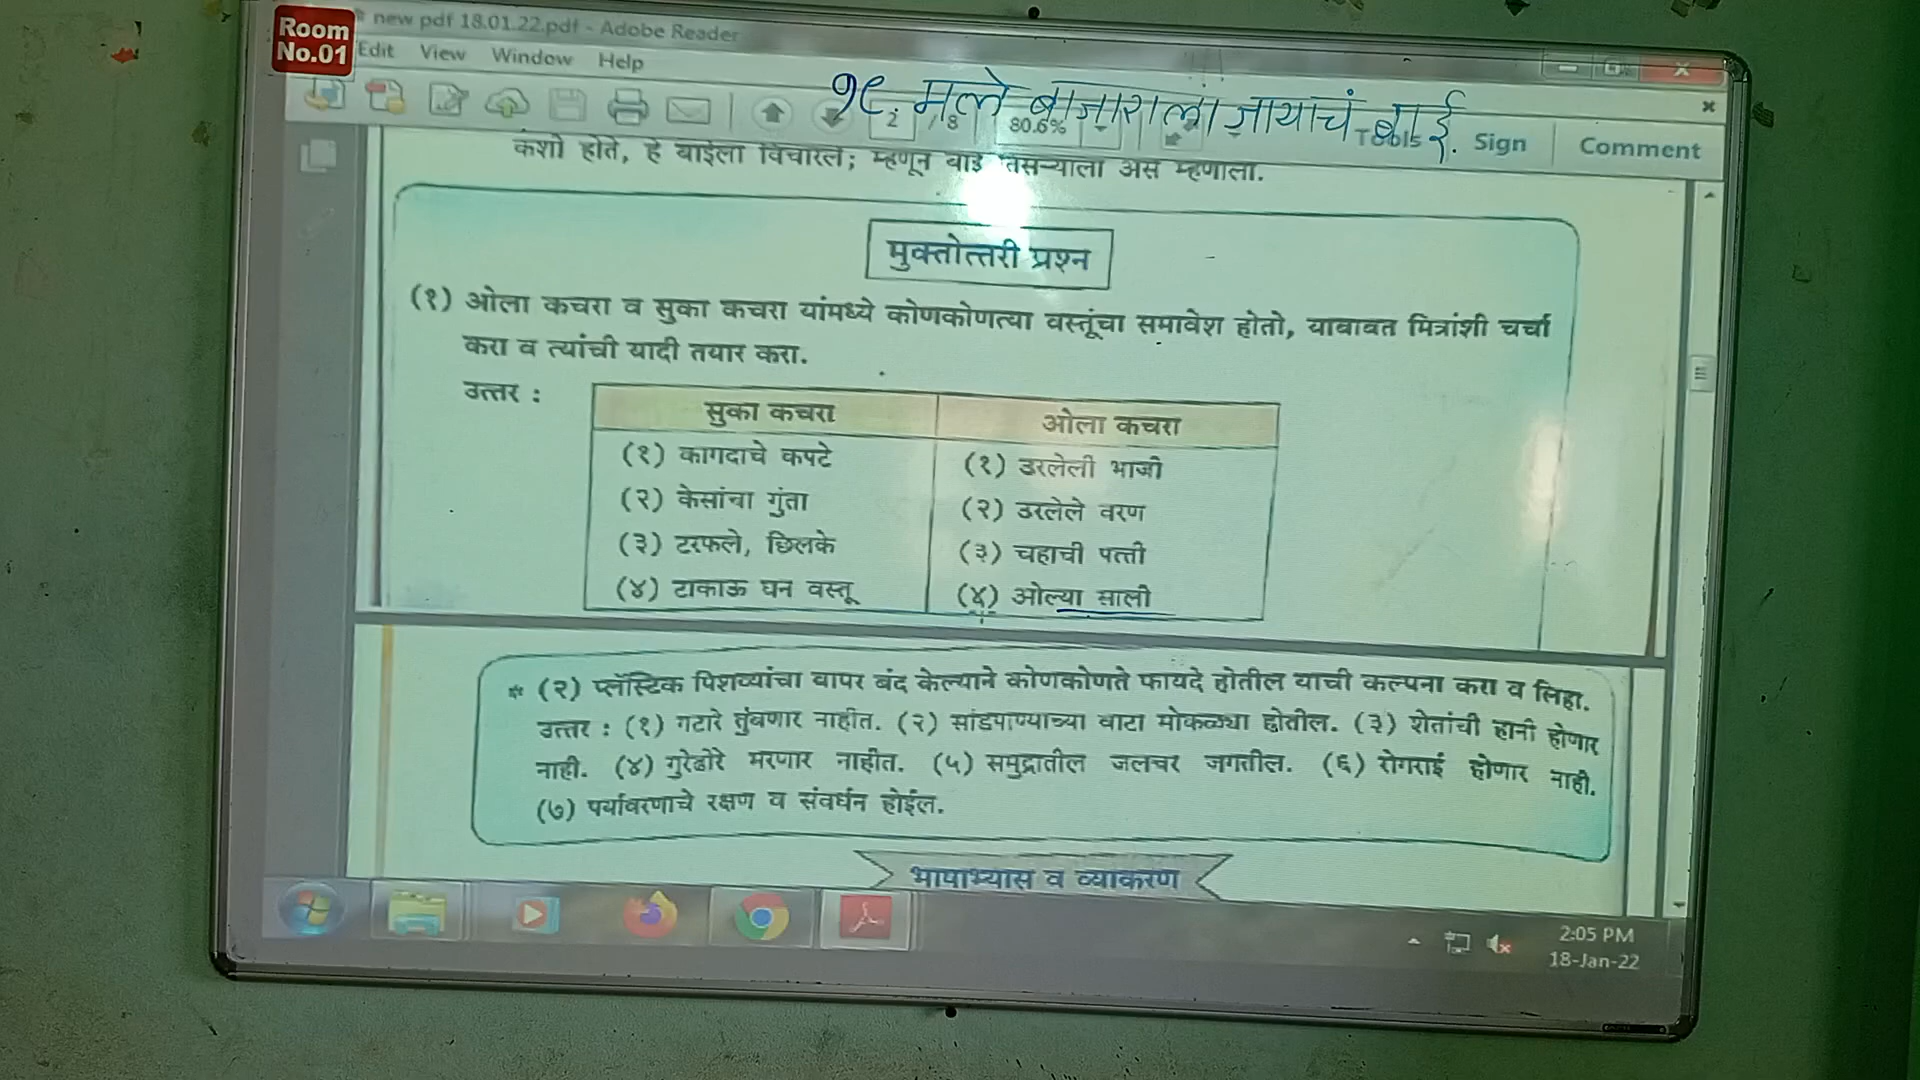 Room
No.01
new pdf 18.01.22.pdf - Adobe Reader
Edit View Window Help
१९. मले बाजाराला जायाचं बाई.
2 / 8 80.6% Tools Sign Comment
होते, हे बाईला विचारले; म्हणून बाई तिसऱ्याला असे म्हणाला.
मुक्तोत्तरी प्रश्न
(१) ओला कचरा व सुका कचरा यांमध्ये कोणकोणत्या वस्तूंचा समावेश होतो, याबाबत मित्रांशी चर्चा
करा व त्यांची यादी तयार करा.
उत्तर :
सुका कचरा ओला कचरा
(१) कागदाचे कपटे (१) उरलेली भाजी
(२) केसांचा गुंता (२) उरलेले वरण
(३) टरफले, छिलके (३) चहाची पत्ती
(४) टाकाऊ घन वस्तू (४) ओल्या साली
* (२) प्लॅस्टिक पिशव्यांचा वापर बंद केल्याने कोणकोणते फायदे होतील याची कल्पना करा व लिहा.
उत्तर : (१) गटारे तुंबणार नाहीत. (२) सांडपाण्याच्या वाटा मोकळ्या होतील. (३) शेतांची हानी होणार
नाही. (४) गुरेढोरे मरणार नाहीत. (५) समुद्रातील जलचर जगतील. (६) रोगराई होणार नाही.
(७) पर्यावरणाचे रक्षण व संवर्धन होईल.
भाषाभ्यास व व्याकरण
2:05 PM
18-Jan-22